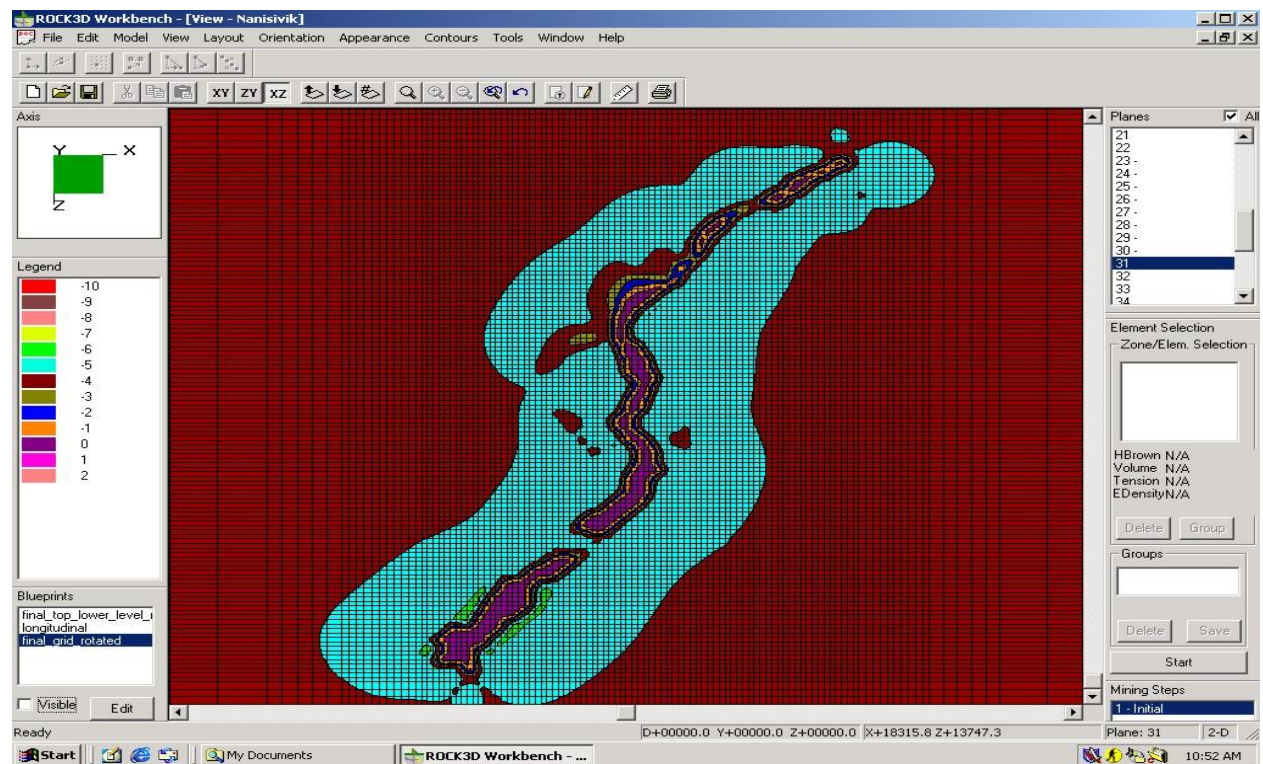 ROCK3D Workbench - [View - Nanisivik]
File Edit Model View Layout Orientation Appearance Contours Tools Window Help
XY ZY XZ
Axis
Y X
Z
Legend
-10
-9
-8
-7
-6
-5
-4
-3
-2
-1
0
1
2
Blueprints
final_top_lower_level_
longitudinal
final_grid_rotated
Visible Edit
Planes All
21
22
23 -
24 -
25 -
26 -
27 -
28 -
29 -
30 -
31
32
33
34
Element Selection
Zone/Elem. Selection
HBrown N/A
Volume N/A
Tension N/A
EDensity N/A
Delete Group
Groups
Delete Save
Start
Mining Steps
1 - Initial
Ready D+00000.0 Y+00000.0 Z+00000.0 X+18315.8 Z+13747.3 Plane: 31 2-D
Start My Documents ROCK3D Workbench - ... 10:52 AM